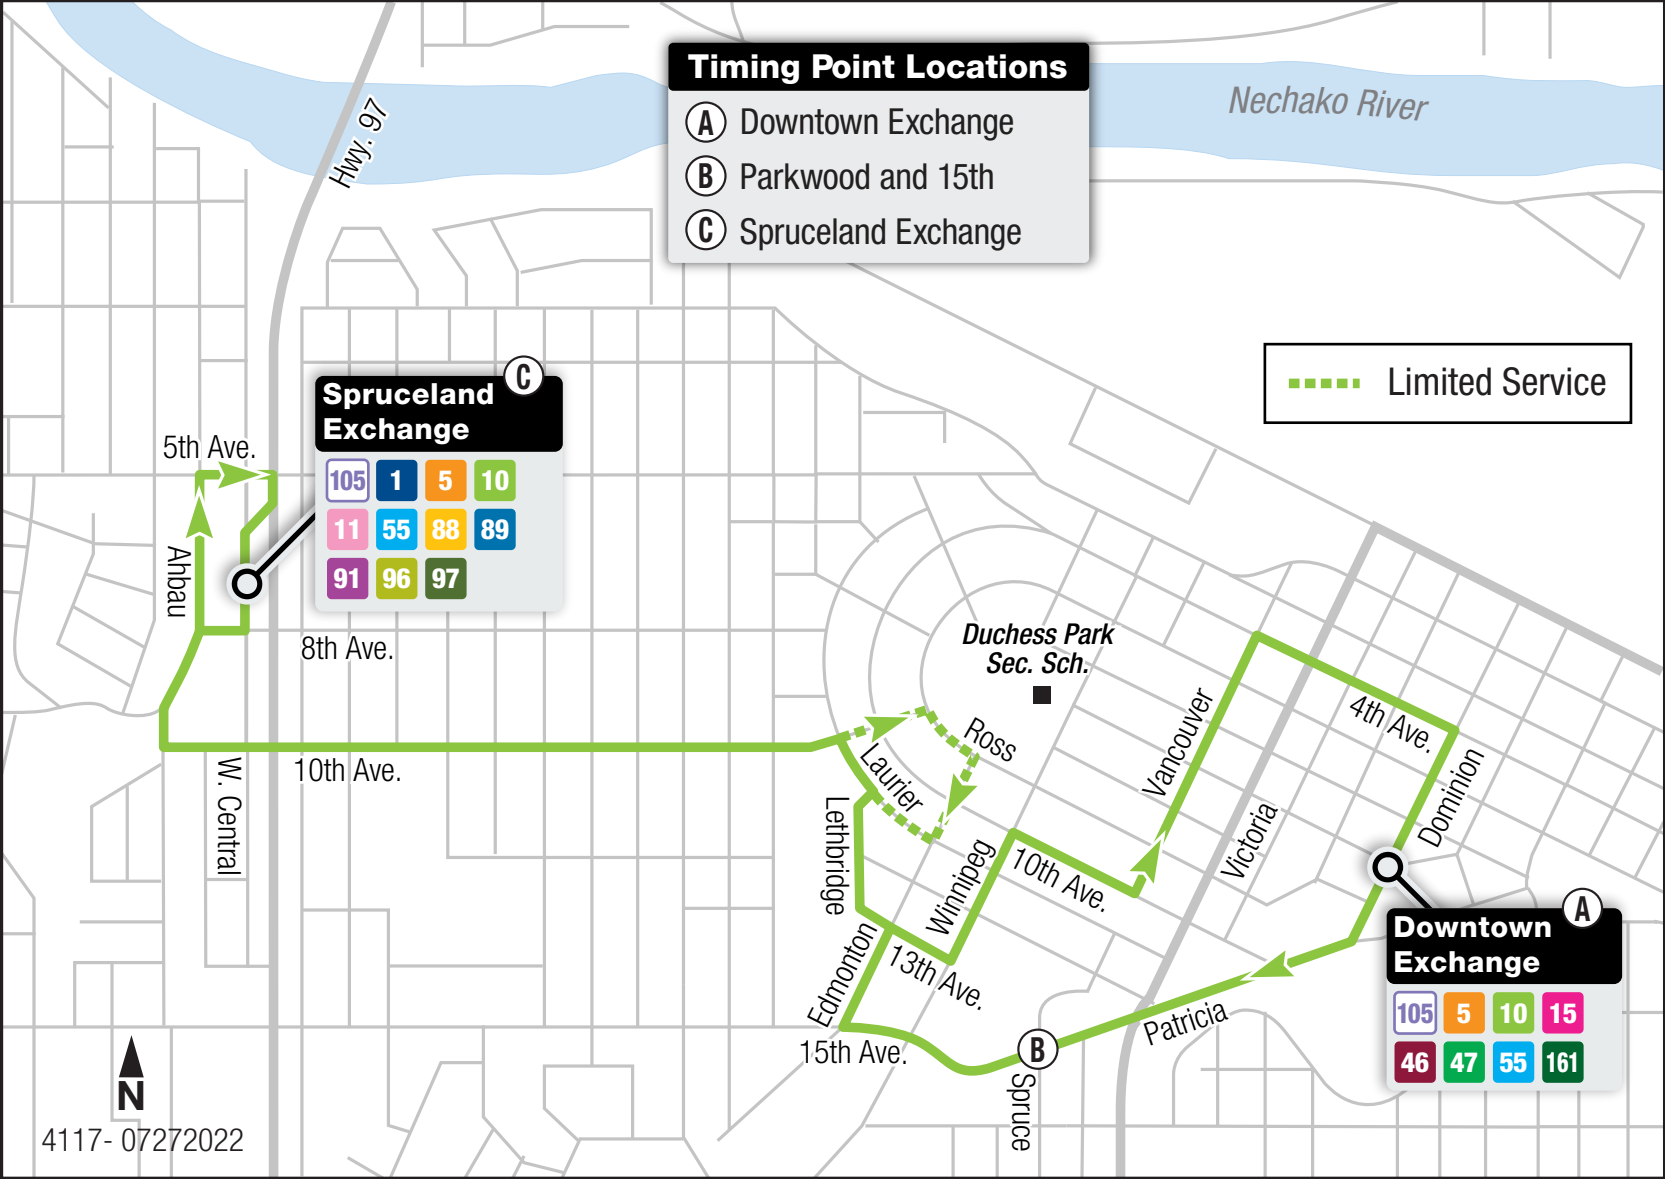 Timing Point Locations
A Downtown Exchange
B Parkwood and 15th
C Spruceland Exchange
Nechako River
Hwy. 97
Limited Service
C
Spruceland
Exchange
105 1 5 10
11 55 88 89
91 96 97
5th Ave.
Ahbau
8th Ave.
10th Ave.
W. Central
Duchess Park
Sec. Sch.
Ross
Laurier
Lethbridge
Winnipeg
10th Ave.
Vancouver
Victoria
4th Ave.
Dominion
Edmonton
13th Ave.
15th Ave.
B
Spruce
Patricia
A
Downtown
Exchange
105 5 10 15
46 47 55 161
N
4117- 07272022